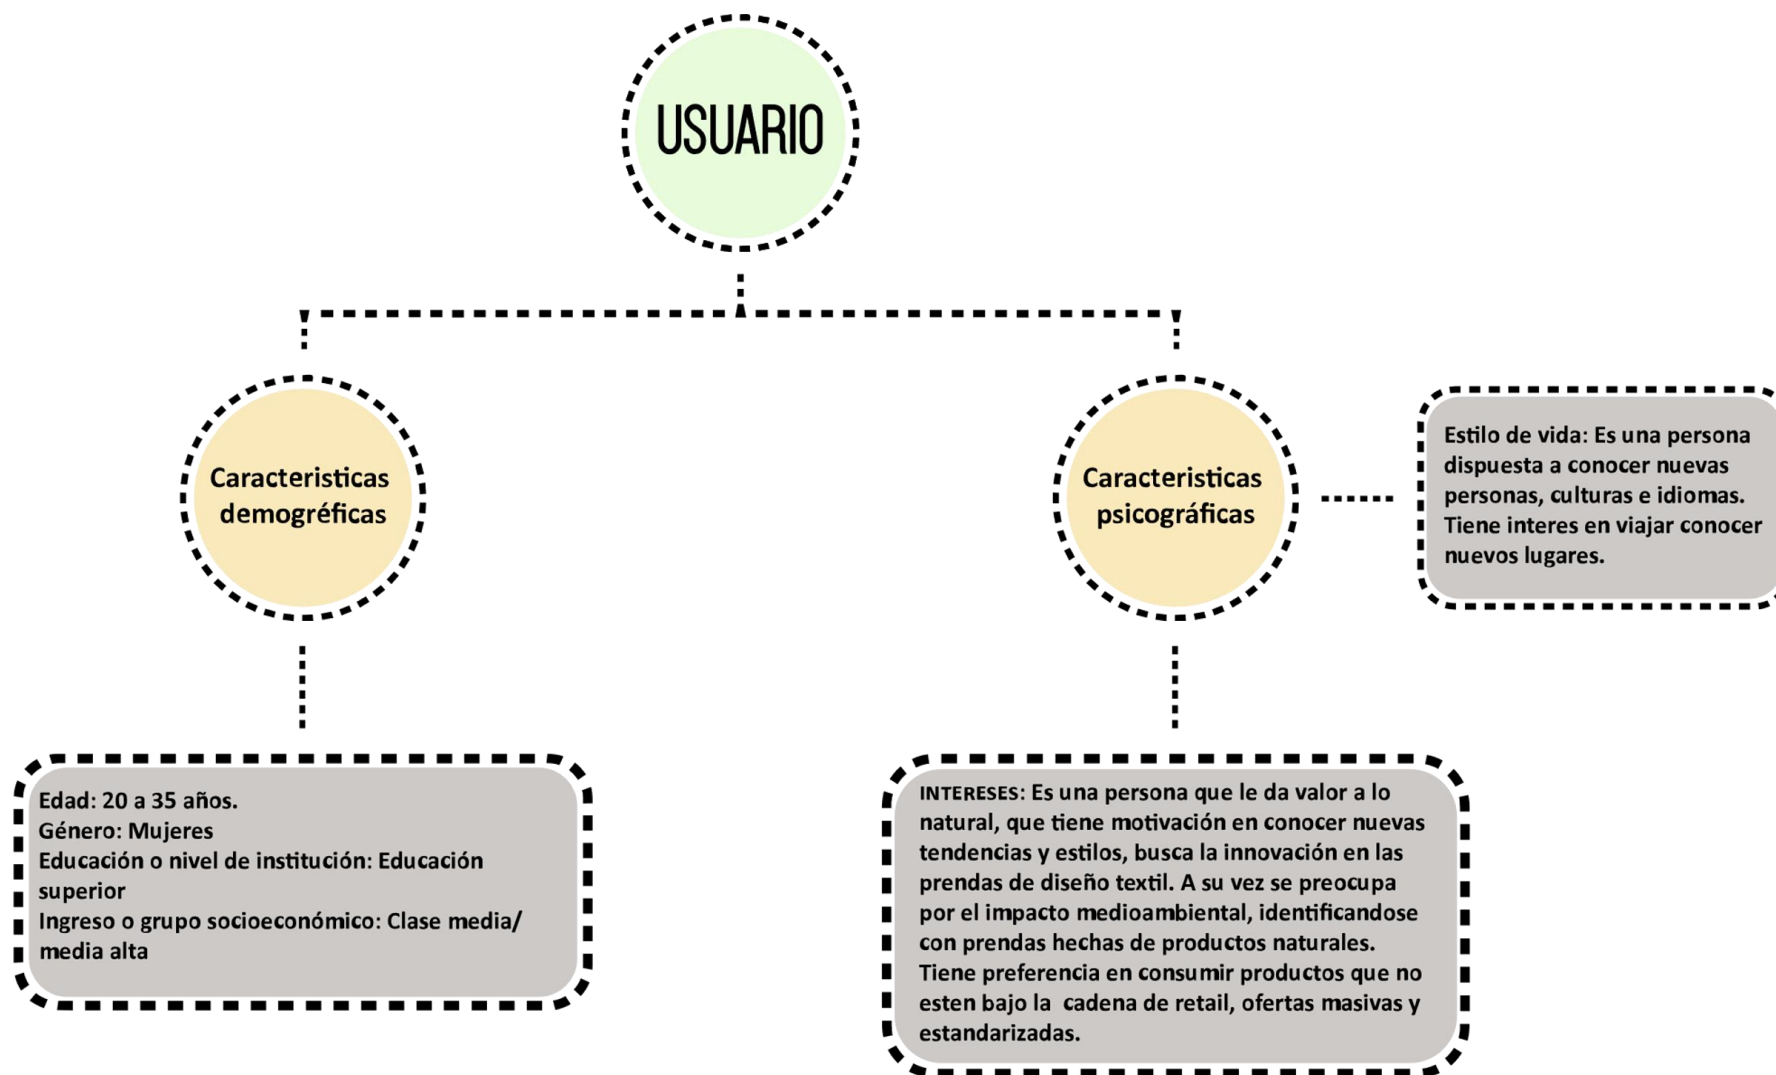 USUARIO
Caracteristicas
demogréficas
Caracteristicas
psicográficas
Estilo de vida: Es una persona
dispuesta a conocer nuevas
personas, culturas e idiomas.
Tiene interes en viajar conocer
nuevos lugares.
Edad: 20 a 35 años.
Género: Mujeres
Educación o nivel de institución: Educación
superior
Ingreso o grupo socioeconómico: Clase media/
media alta
INTERESES: Es una persona que le da valor a lo
natural, que tiene motivación en conocer nuevas
tendencias y estilos, busca la innovación en las
prendas de diseño textil. A su vez se preocupa
por el impacto medioambiental, identificandose
con prendas hechas de productos naturales.
Tiene preferencia en consumir productos que no
esten bajo la  cadena de retail, ofertas masivas y
estandarizadas.